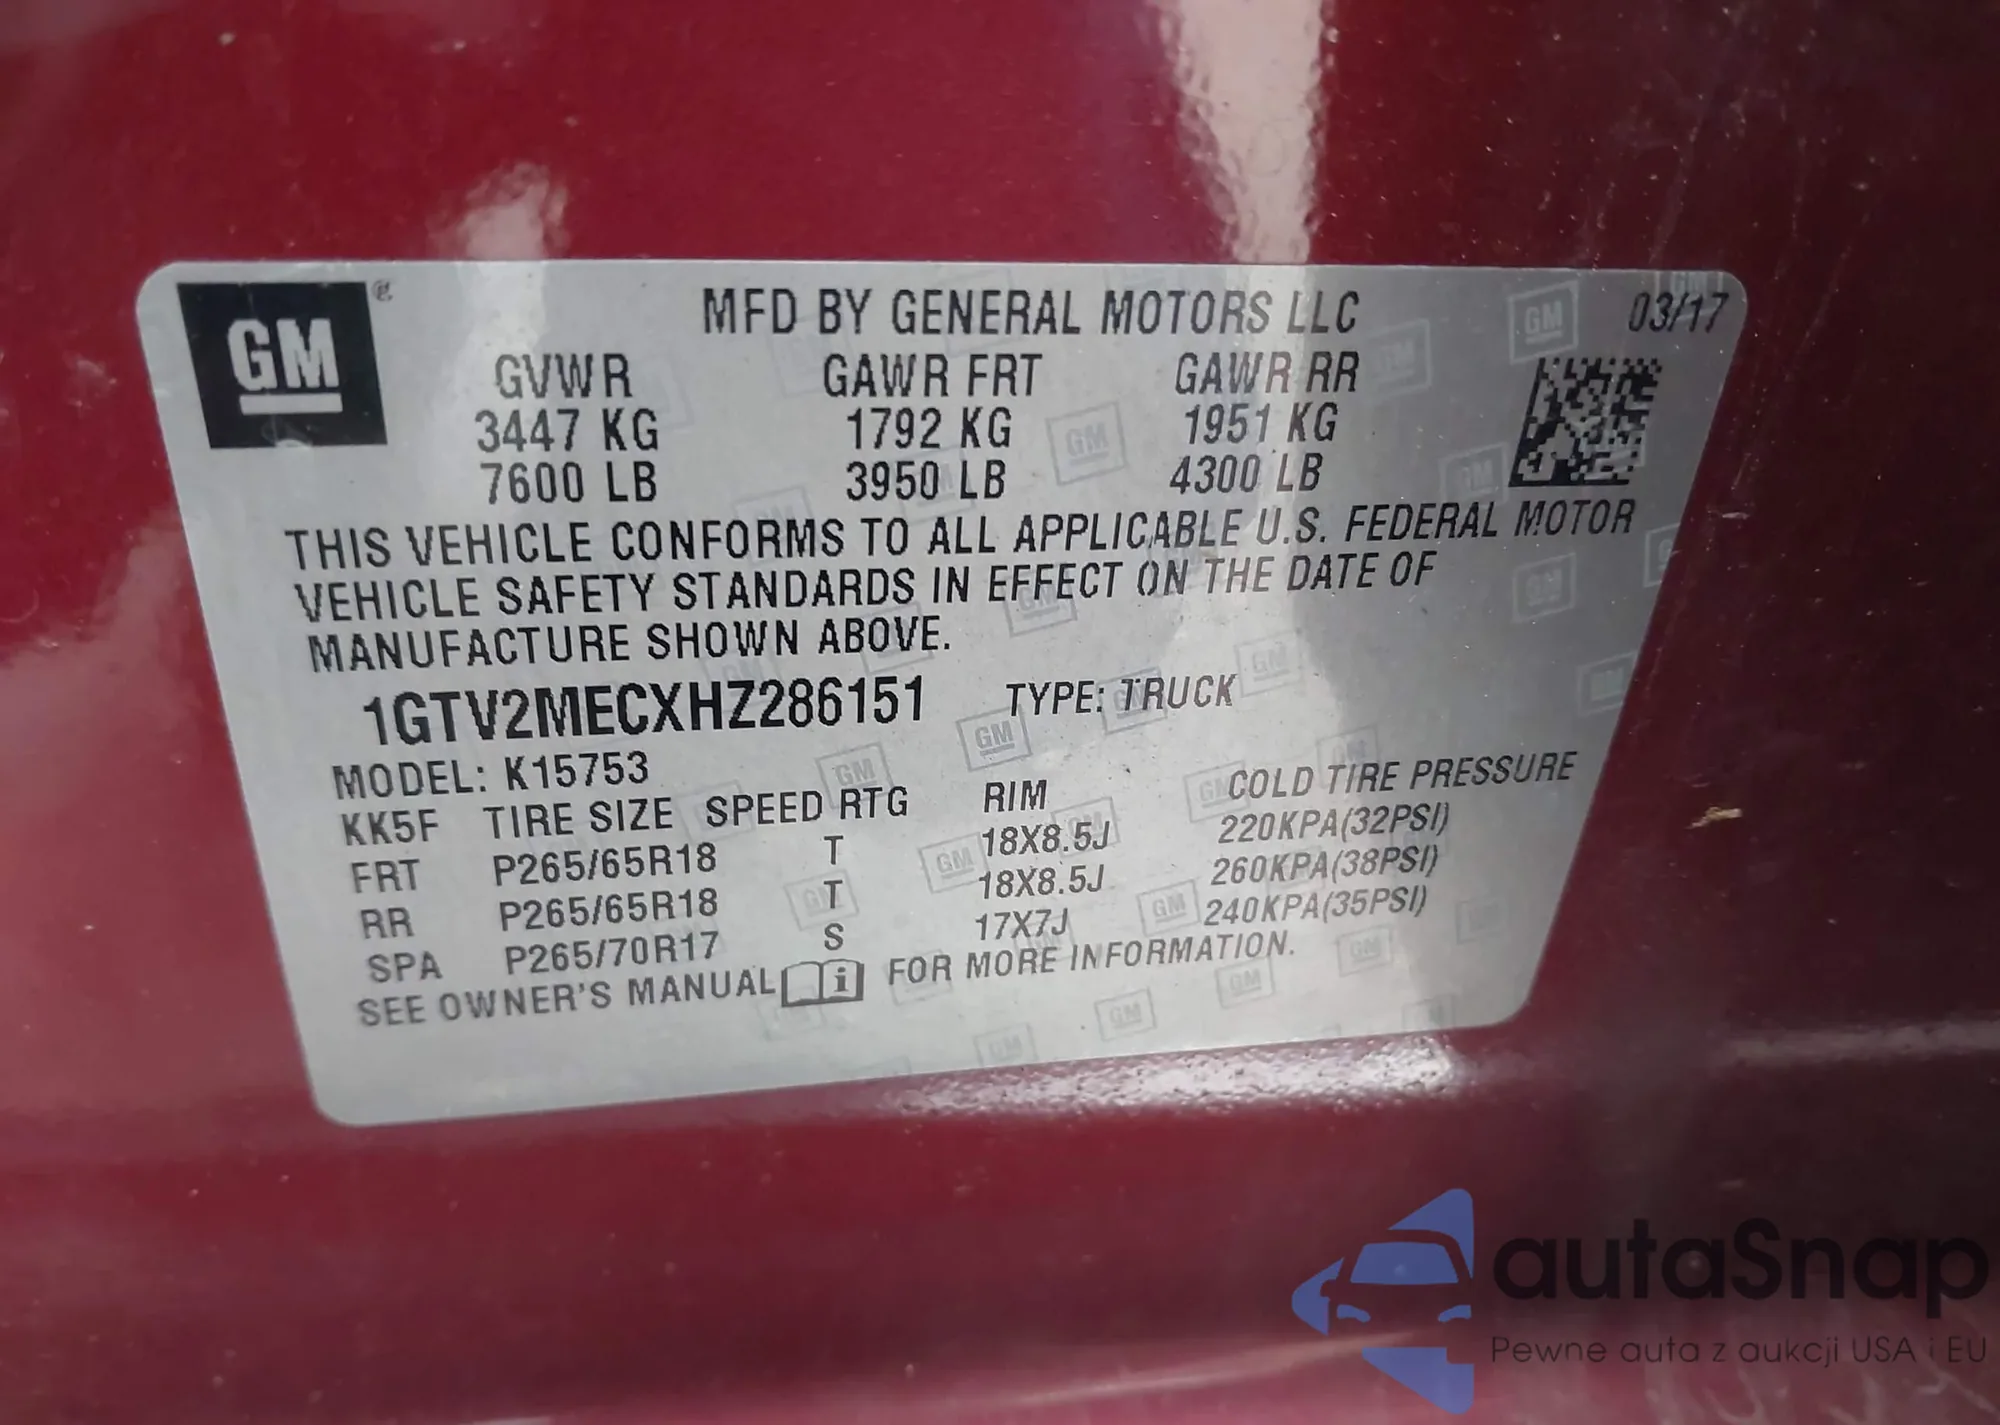 GM
MFD BY GENERAL MOTORS LLC 03/17
GVWR GAWR FRT GAWR RR
3447 KG 1792 KG 1951 KG
7600 LB 3950 LB 4300 LB
THIS VEHICLE CONFORMS TO ALL APPLICABLE U.S. FEDERAL MOTOR
VEHICLE SAFETY STANDARDS IN EFFECT ON THE DATE OF
MANUFACTURE SHOWN ABOVE.
1GTV2MECXHZ286151 TYPE: TRUCK
MODEL: K15753
KK5F TIRE SIZE SPEED RTG RIM COLD TIRE PRESSURE
FRT P265/65R18 T 18X8.5J 220KPA(32PSI)
RR P265/65R18 T 18X8.5J 260KPA(38PSI)
SPA P265/70R17 S 17X7J 240KPA(35PSI)
SEE OWNER'S MANUAL i FOR MORE INFORMATION.
autaSnap
Pewne auta z aukcji USA i EU